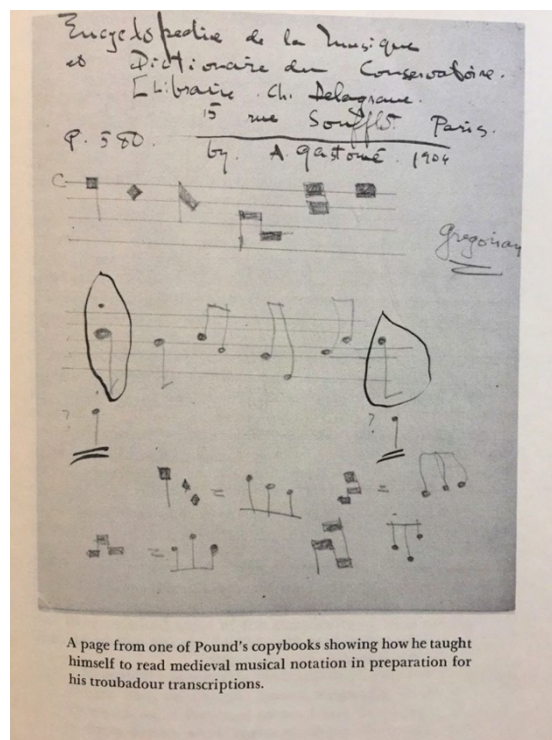 Encyclopedia de la Musique
et Dictionaire du Conservatoire.
Libraire. Ch. Delagrave.
15 rue Soufflot Paris.
P. 580. by. A. Gastoué. 1904
C
Gregorian
? ?
= =
=
A page from one of Pound's copybooks showing how he taught
himself to read medieval musical notation in preparation for
his troubadour transcriptions.